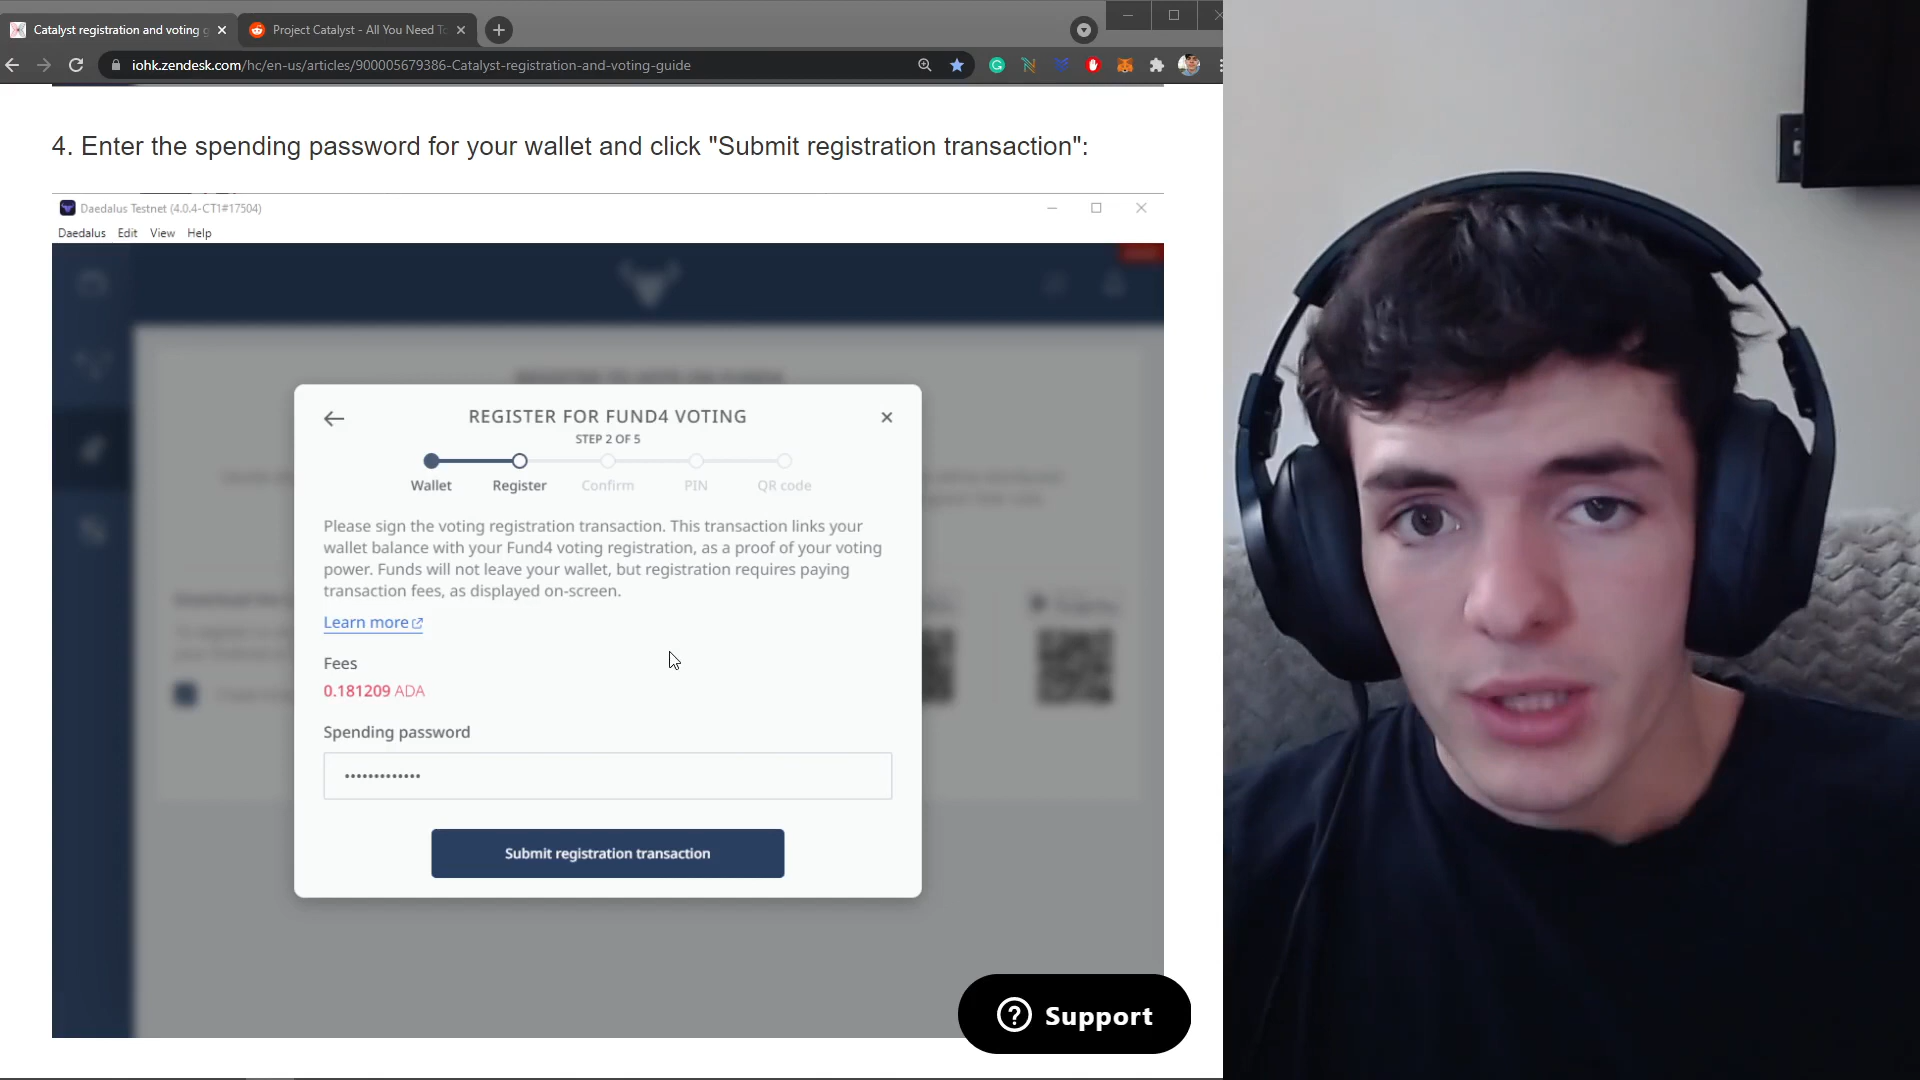 Catalyst registration and voting g
Project Catalyst - All You Need To
iohk.zendesk.com/hc/en-us/articles/900005679386-Catalyst-registration-and-voting-guide
4. Enter the spending password for your wallet and click "Submit registration transaction":
Daedalus Testnet (4.0.4-CT1#17504)
Daedalus Edit View Help
REGISTER FOR FUND4 VOTING
STEP 2 OF 5
Wallet Register Confirm PIN QR code
Please sign the voting registration transaction. This transaction links your
wallet balance with your Fund4 voting registration, as a proof of your voting
power. Funds will not leave your wallet, but registration requires paying
transaction fees, as displayed on-screen.
Learn more
Fees
0.181209 ADA
Spending password
•••••••••••••
Submit registration transaction
Support